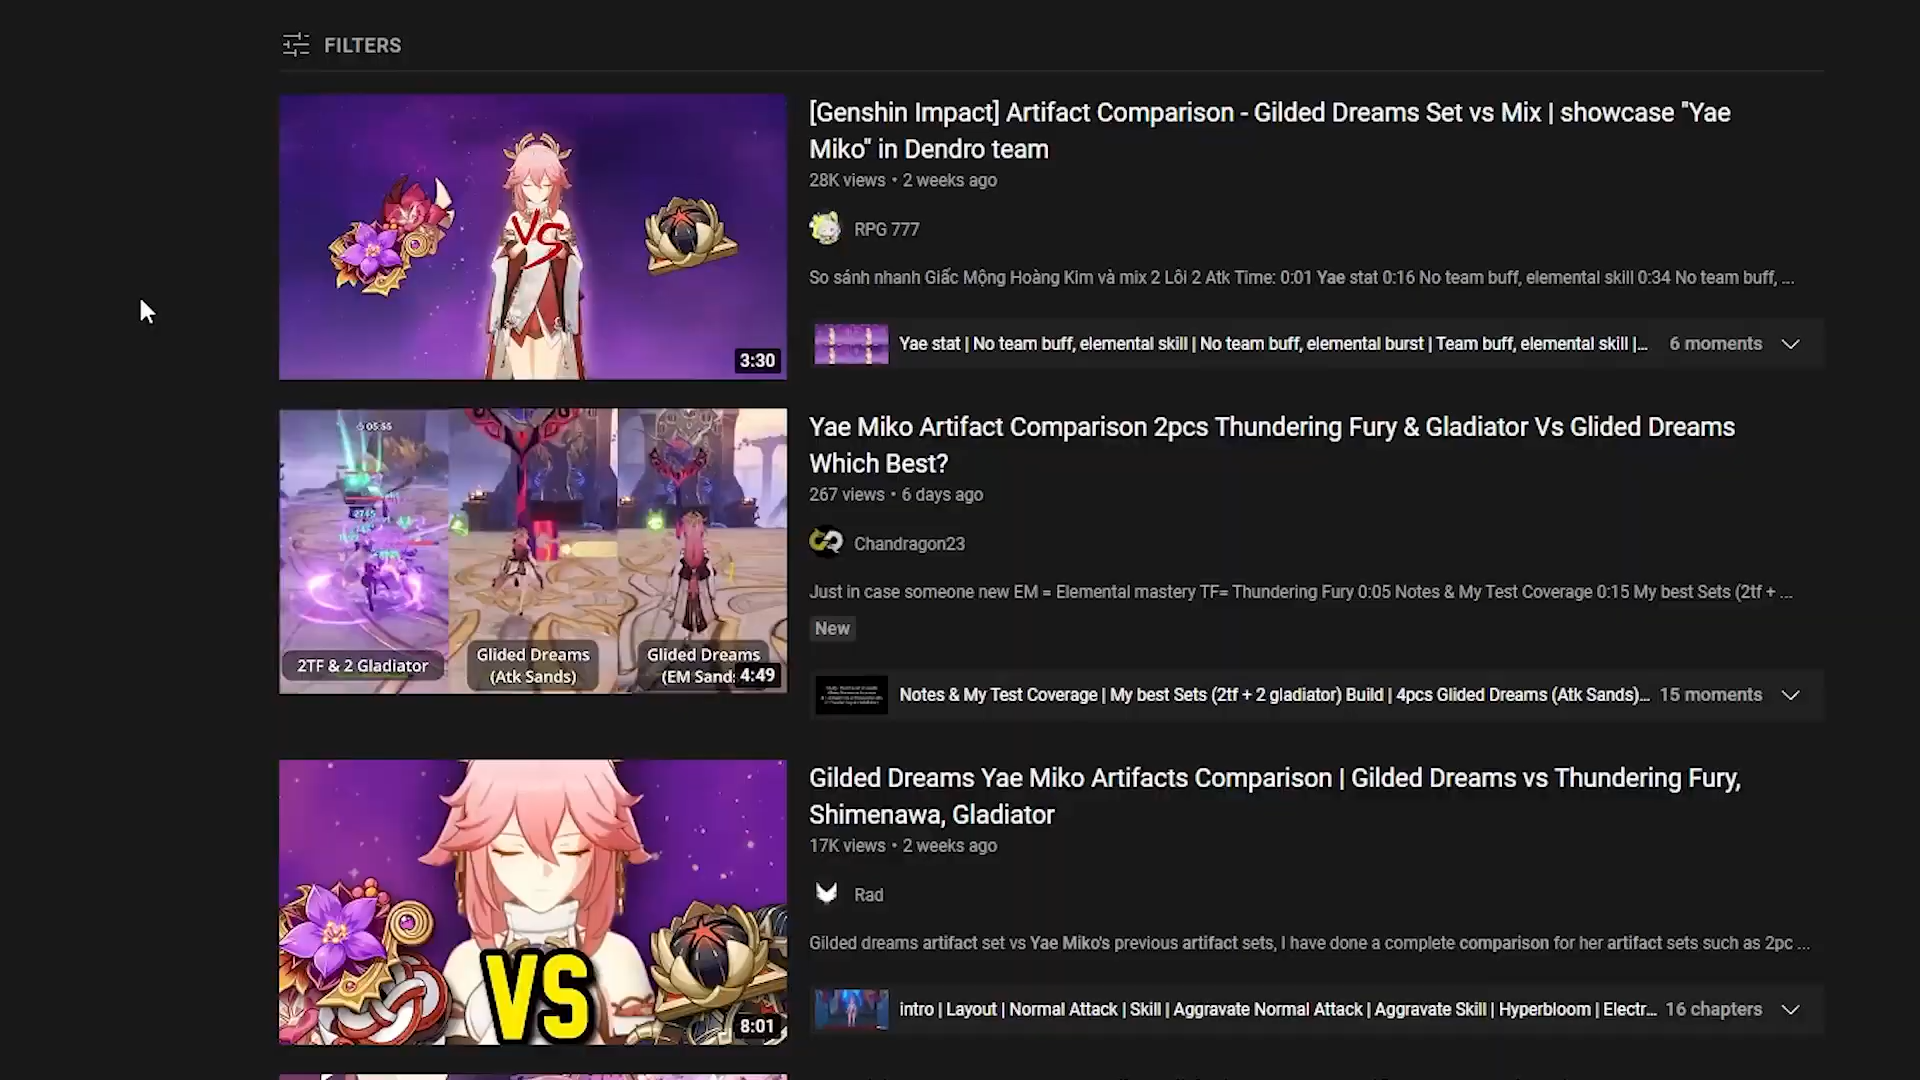 FILTERS
[Genshin Impact] Artifact Comparison - Gilded Dreams Set vs Mix | showcase "Yae
Miko" in Dendro team
28K views • 2 weeks ago
RPG 777
So sánh nhanh Giấc Mộng Hoàng Kim và mix 2 Lôi 2 Atk Time: 0:01 Yae stat 0:16 No team buff, elemental skill 0:34 No team buff, ...
Yae stat | No team buff, elemental skill | No team buff, elemental burst | Team buff, elemental skill |...
6 moments
VS
3:30
Yae Miko Artifact Comparison 2pcs Thundering Fury & Gladiator Vs Glided Dreams
Which Best?
267 views • 6 days ago
Chandragon23
Just in case someone new EM = Elemental mastery TF= Thundering Fury 0:05 Notes & My Test Coverage 0:15 My best Sets (2tf + ...
New
Notes & My Test Coverage | My best Sets (2tf + 2 gladiator) Build | 4pcs Glided Dreams (Atk Sands)...
15 moments
05:55
2745
2TF & 2 Gladiator
Glided Dreams
(Atk Sands)
Glided Dreams
(EM Sand
4:49
Gilded Dreams Yae Miko Artifacts Comparison | Gilded Dreams vs Thundering Fury,
Shimenawa, Gladiator
17K views • 2 weeks ago
Rad
Gilded dreams artifact set vs Yae Miko's previous artifact sets, I have done a complete comparison for her artifact sets such as 2pc ...
intro | Layout | Normal Attack | Skill | Aggravate Normal Attack | Aggravate Skill | Hyperbloom | Electr...
16 chapters
VS
8:01